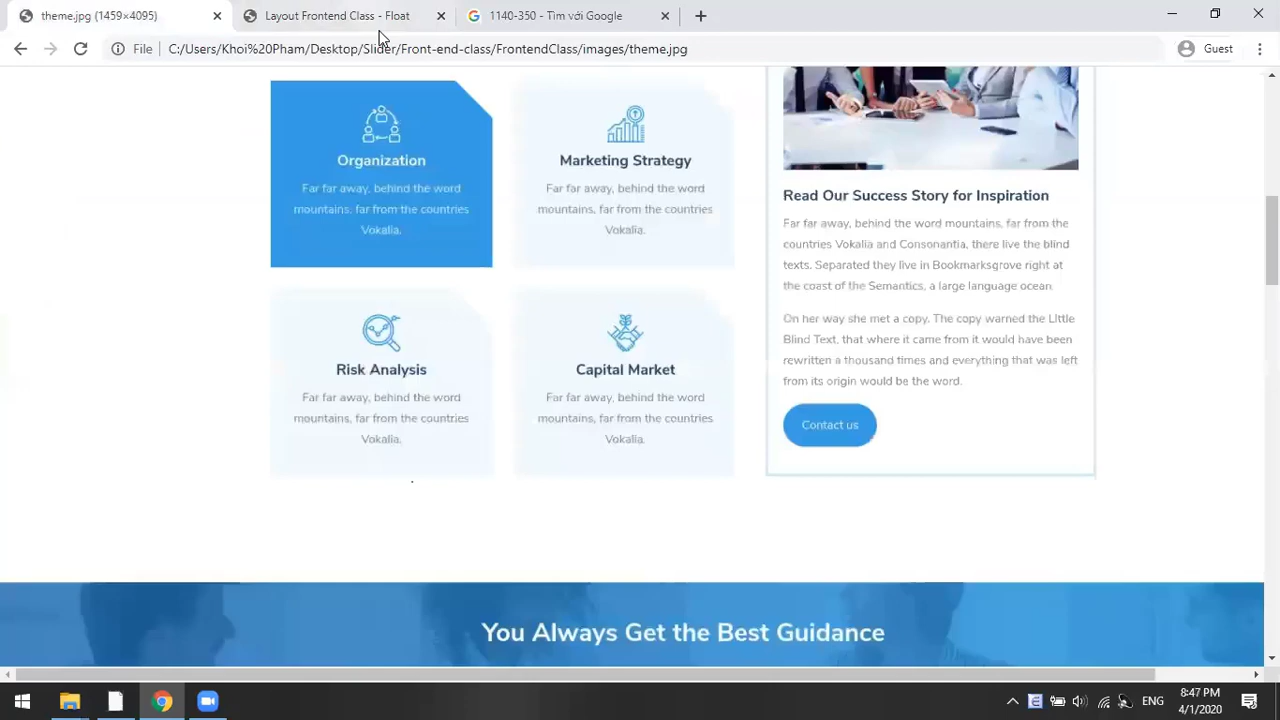 theme.jpg (1459×4095)
Layout Frontend Class - Float
1140-350 - Tìm với Google
File
C:/Users/Khoi%20Pham/Desktop/Slider/Front-end-class/FrontendClass/images/theme.jpg
Guest
Organization
Far far away, behind the word
mountains, far from the countries
Vokalia.
Marketing Strategy
Far far away, behind the word
mountains, far from the countries
Vokalia.
Risk Analysis
Far far away, behind the word
mountains, far from the countries
Vokalia.
Capital Market
Far far away, behind the word
mountains, far from the countries
Vokalia.
Read Our Success Story for Inspiration
Far far away, behind the word mountains, far from the
countries Vokalia and Consonantia, there live the blind
texts. Separated they live in Bookmarksgrove right at
the coast of the Semantics, a large language ocean.
On her way she met a copy. The copy warned the Little
Blind Text, that where it came from it would have been
rewritten a thousand times and everything that was left
from its origin would be the word.
Contact us
You Always Get the Best Guidance
ENG
8:47 PM
4/1/2020